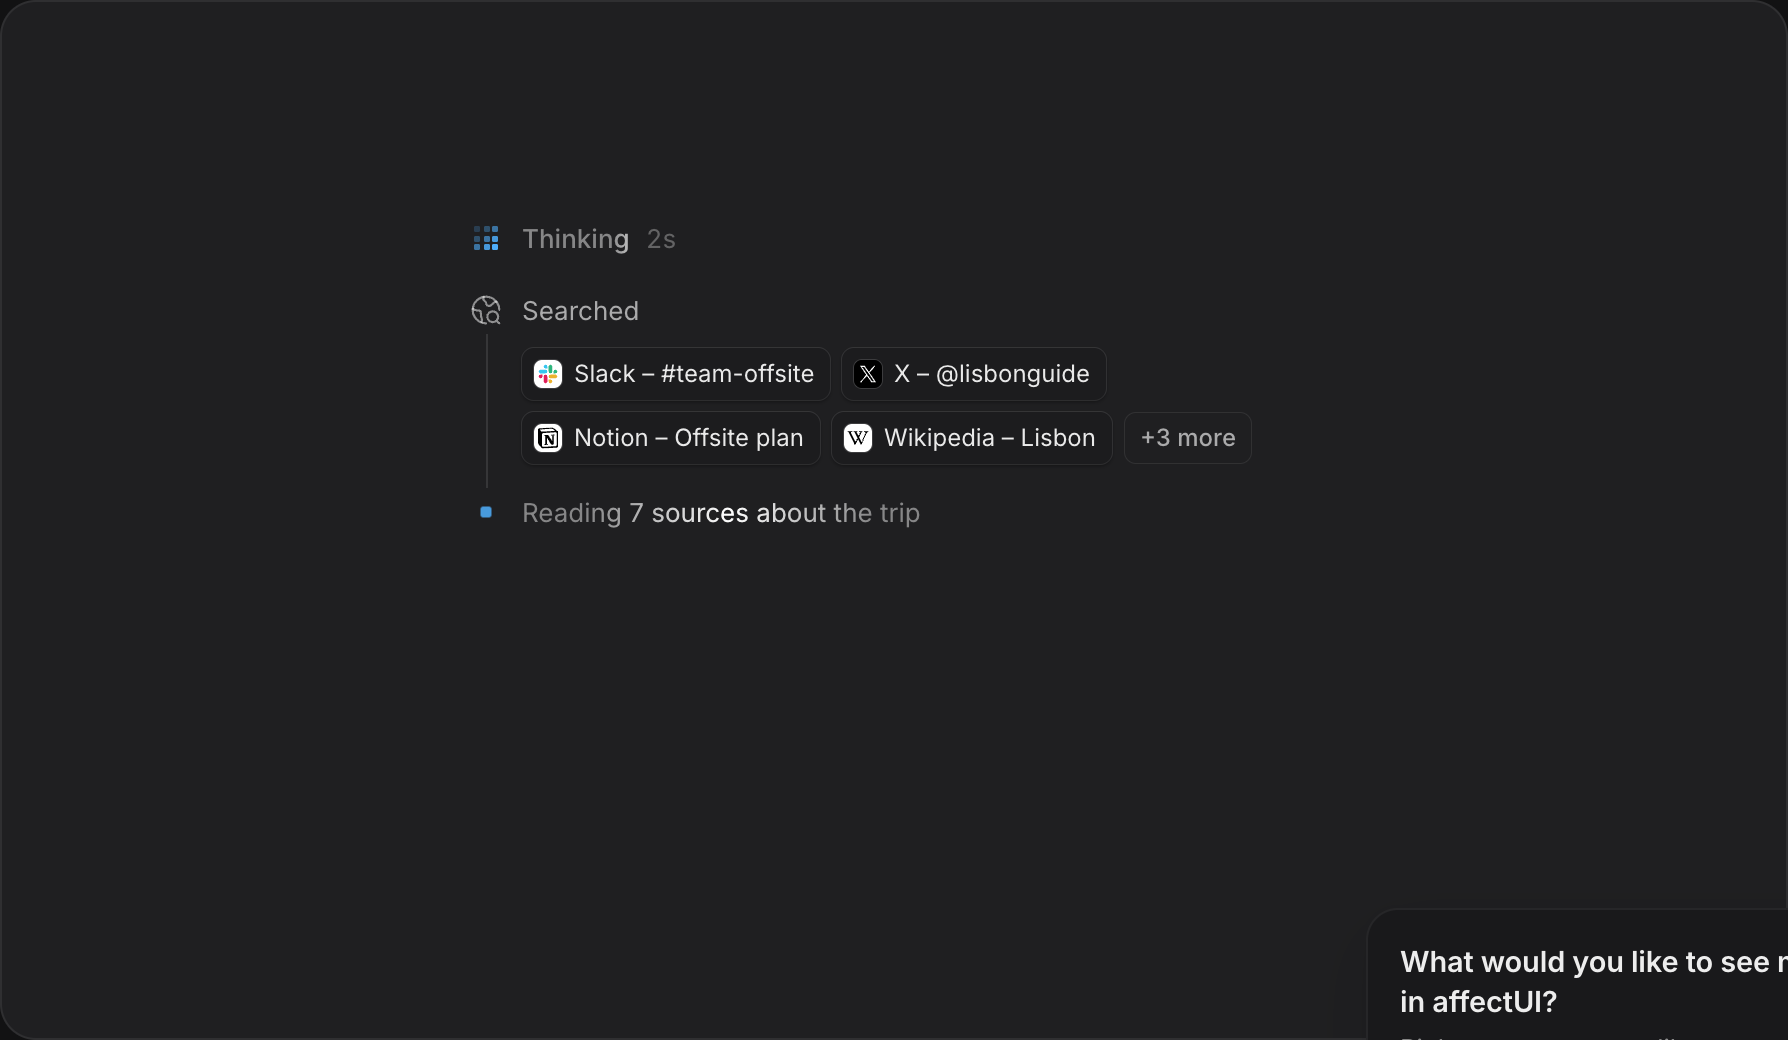 Thinking 2s
Searched
Slack – #team-offsite X – @lisbonguide
Notion – Offsite plan Wikipedia – Lisbon +3 more
Reading 7 sources about the trip
What would you like to see
in affectUI?